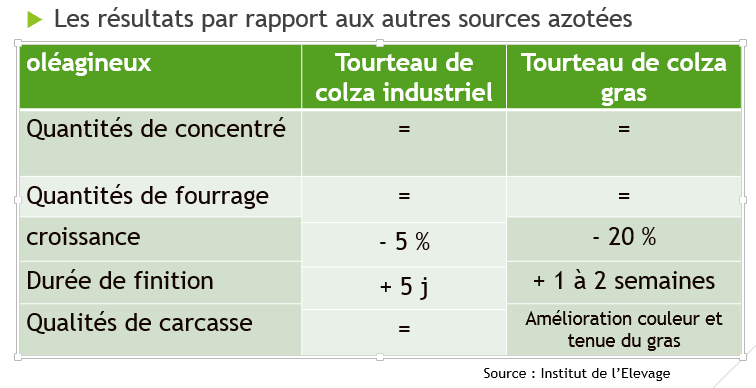 Les résultats par rapport aux autres sources azotées
oléagineux
Tourteau de
colza industriel
Tourteau de colza
gras
Quantités de concentré
=
=
Quantités de fourrage
=
=
croissance
- 5 %
- 20 %
Durée de finition
+ 5 j
+ 1 à 2 semaines
Qualités de carcasse
=
Amélioration couleur et
tenue du gras
Source : Institut de l’Elevage